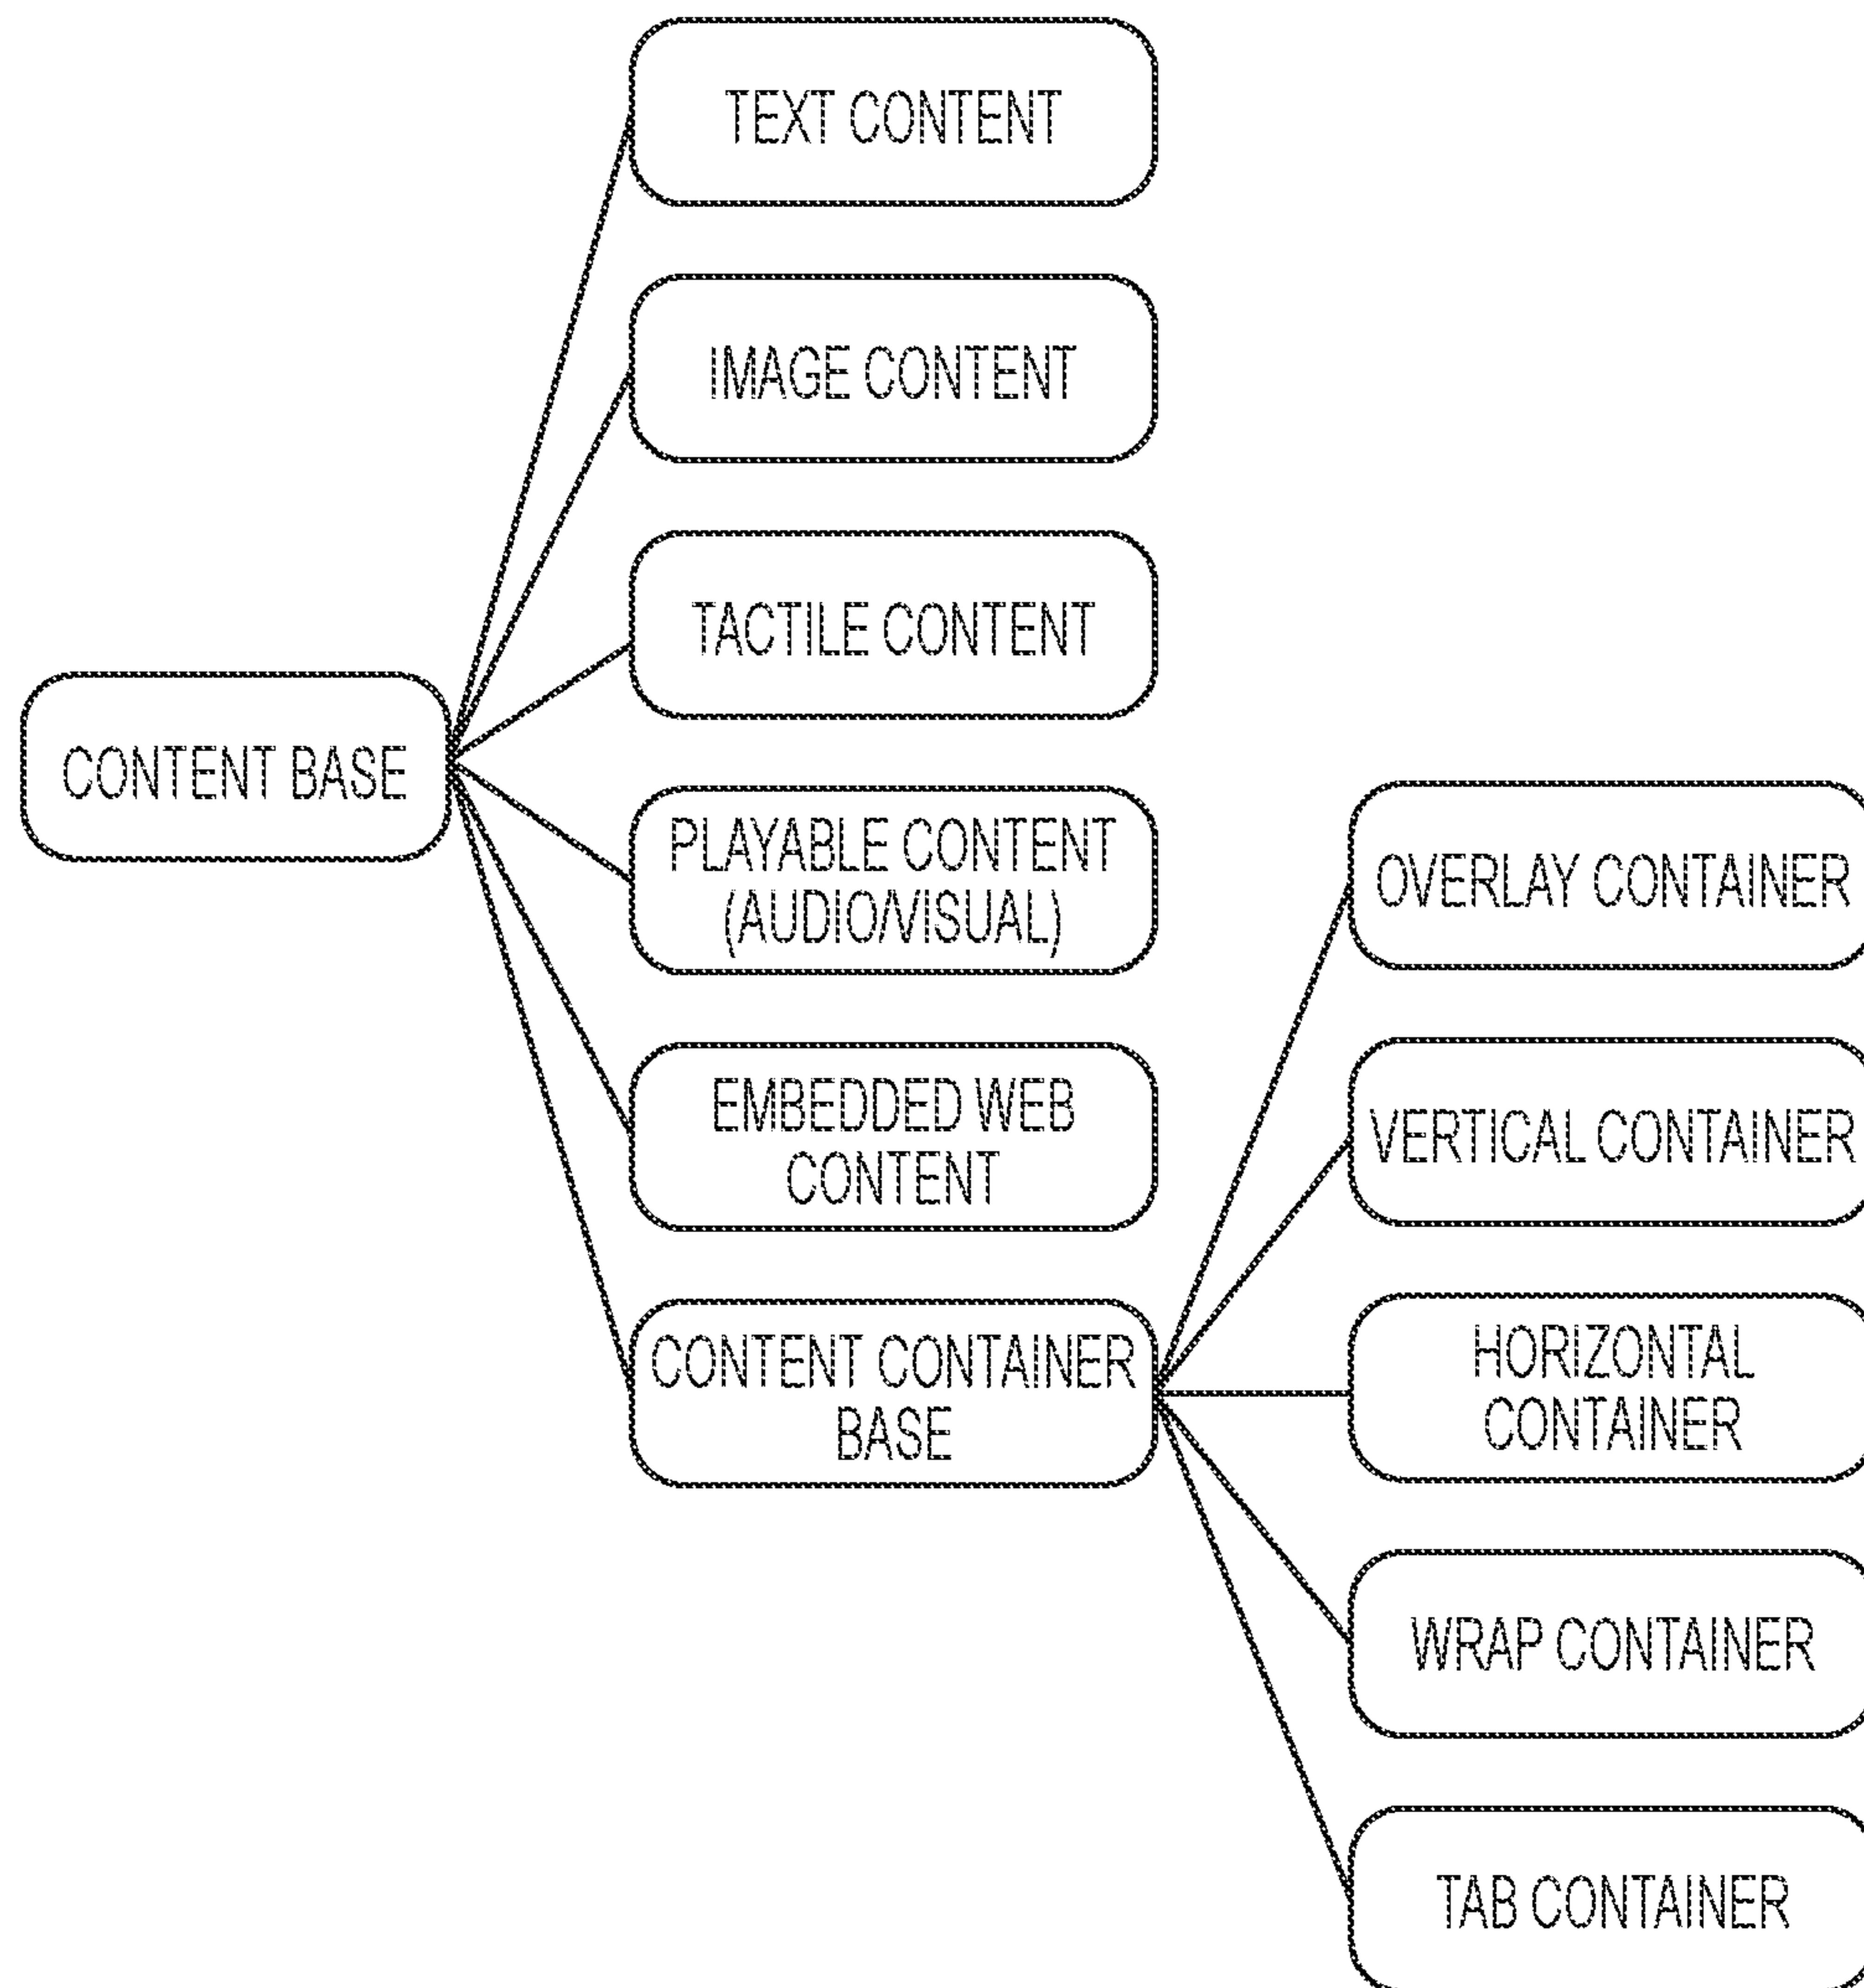 TEXT CONTENT
IMAGE CONTENT
TACTILE CONTENT
CONTENT BASE
PLAYABLE CONTENT
(AUDIO/VISUAL)
EMBEDDED WEB
CONTENT
CONTENT CONTAINER
BASE
OVERLAY CONTAINER
VERTICAL CONTAINER
HORIZONTAL
CONTAINER
WRAP CONTAINER
TAB CONTAINER